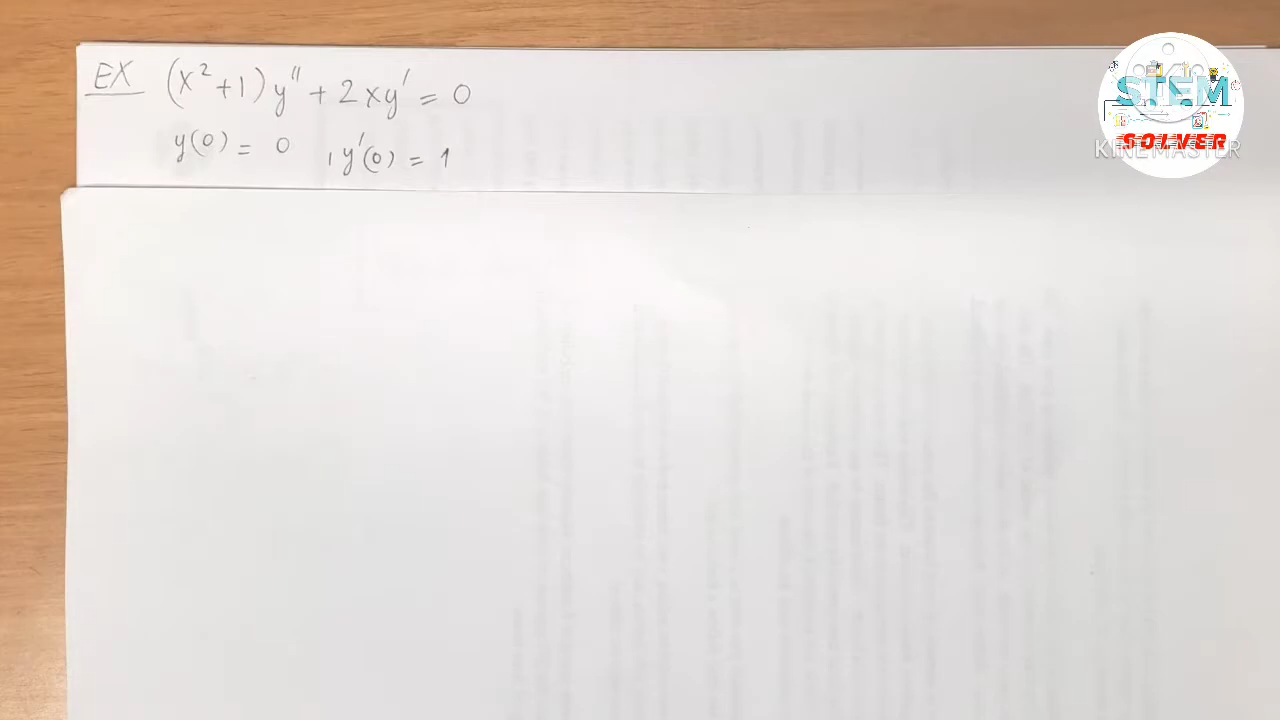 EX (x² + 1) y'' + 2xy' = 0
y(0) = 0 , y'(0) = 1
STEM
SOLVER
KINEMASTER